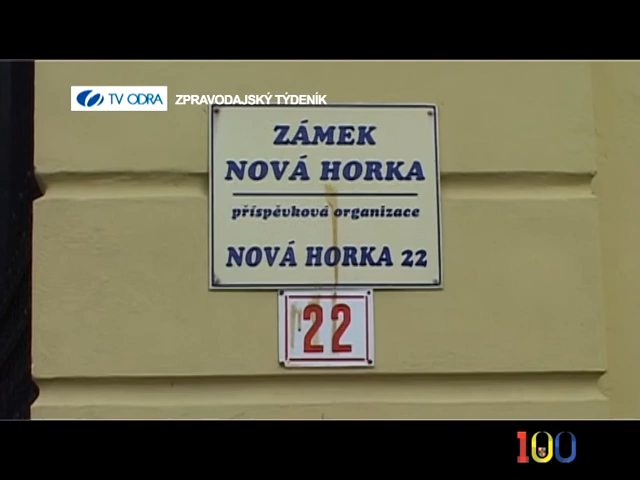 TV ODRA ZPRAVODAJSKÝ TÝDENÍK
ZÁMEK
NOVÁ HORKA
příspěvková organizace
NOVÁ HORKA 22
22
100